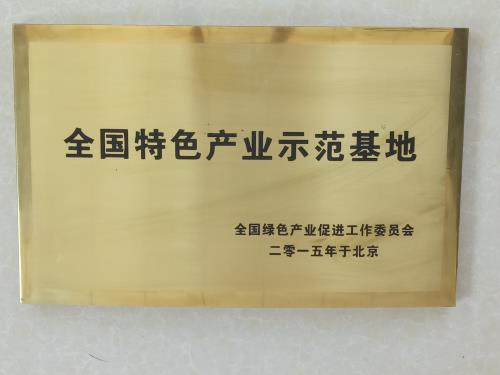 全国特色产业示范基地
全国绿色产业促进工作委员会
二零一五年于北京